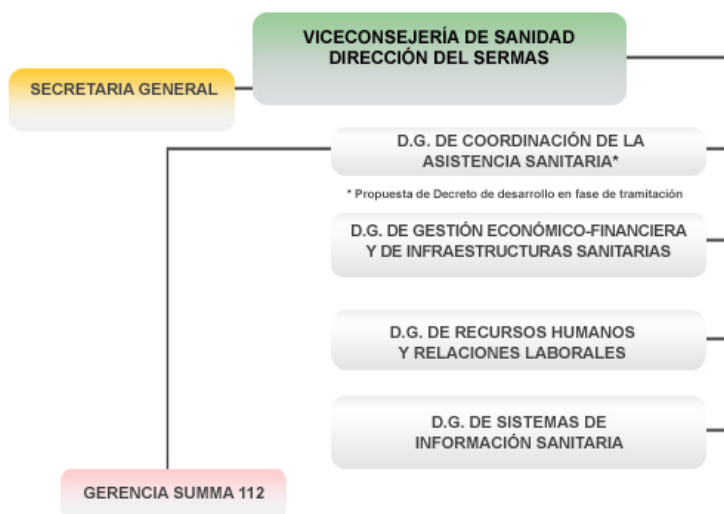 VICECONSEJERÍA DE SANIDAD
DIRECCIÓN DEL SERMAS
SECRETARIA GENERAL
D.G. DE COORDINACIÓN DE LA
ASISTENCIA SANITARIA*
* Propuesta de Decreto de desarrollo en fase de tramitación
D.G. DE GESTIÓN ECONÓMICO-FINANCIERA
Y DE INFRAESTRUCTURAS SANITARIAS
D.G. DE RECURSOS HUMANOS
Y RELACIONES LABORALES
D.G. DE SISTEMAS DE
INFORMACIÓN SANITARIA
GERENCIA SUMMA 112